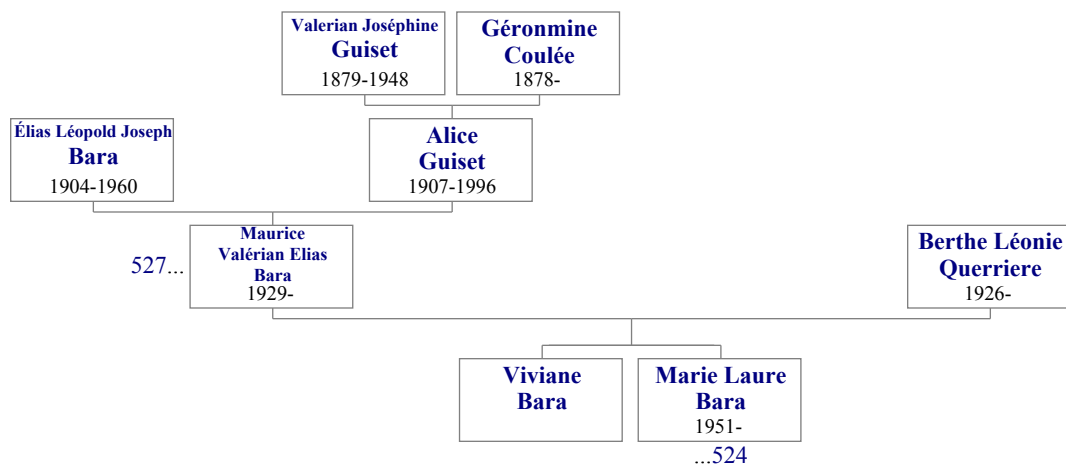 Valerian Joséphine
Guiset
1879-1948
Géronmine
Coulée
1878-
Élias Léopold Joseph
Bara
1904-1960
Alice
Guiset
1907-1996
527...
Maurice
Valérian Elias
Bara
1929-
Berthe Léonie
Querriere
1926-
Viviane
Bara
Marie Laure
Bara
1951-
...524